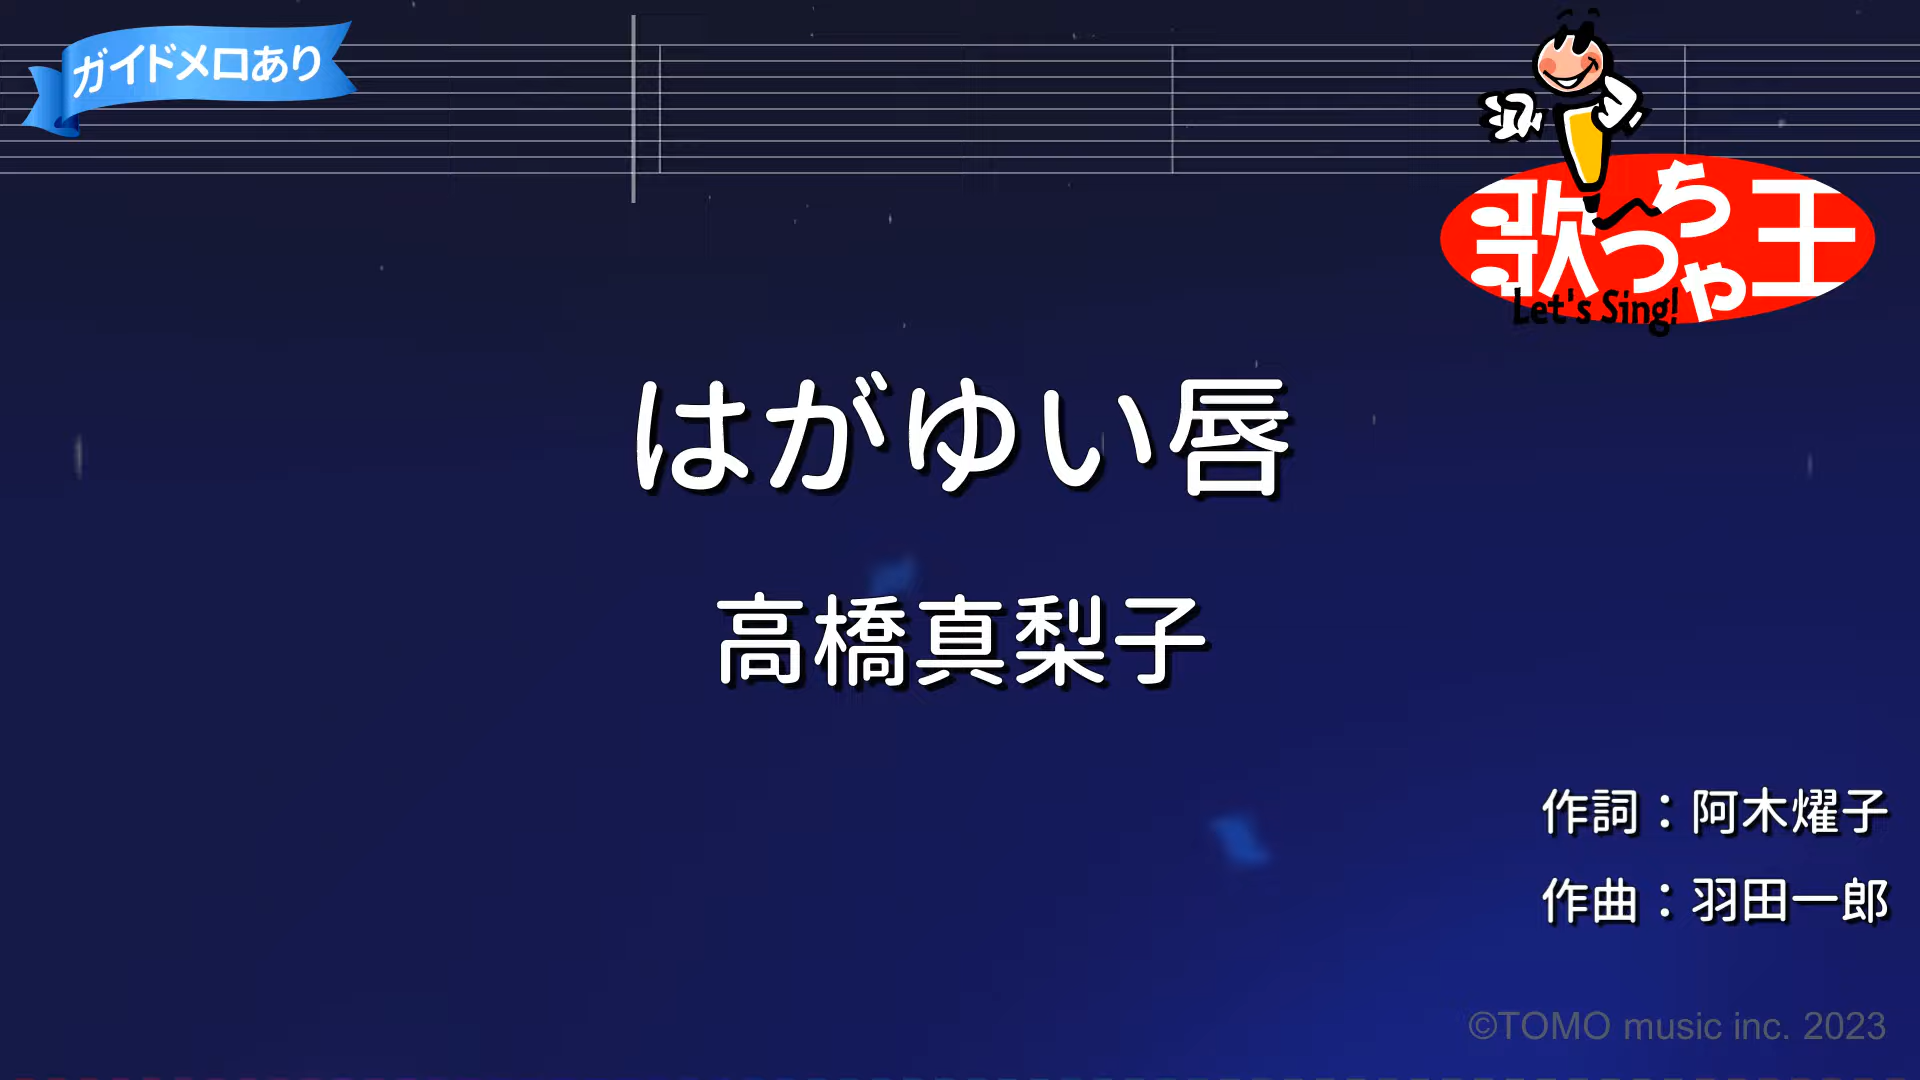 ガイドメロあり
歌っちゃ王
Let's Sing!
はがゆい唇
高橋真梨子
作詞：阿木燿子
作曲：羽田一郎
©TOMO music inc. 2023